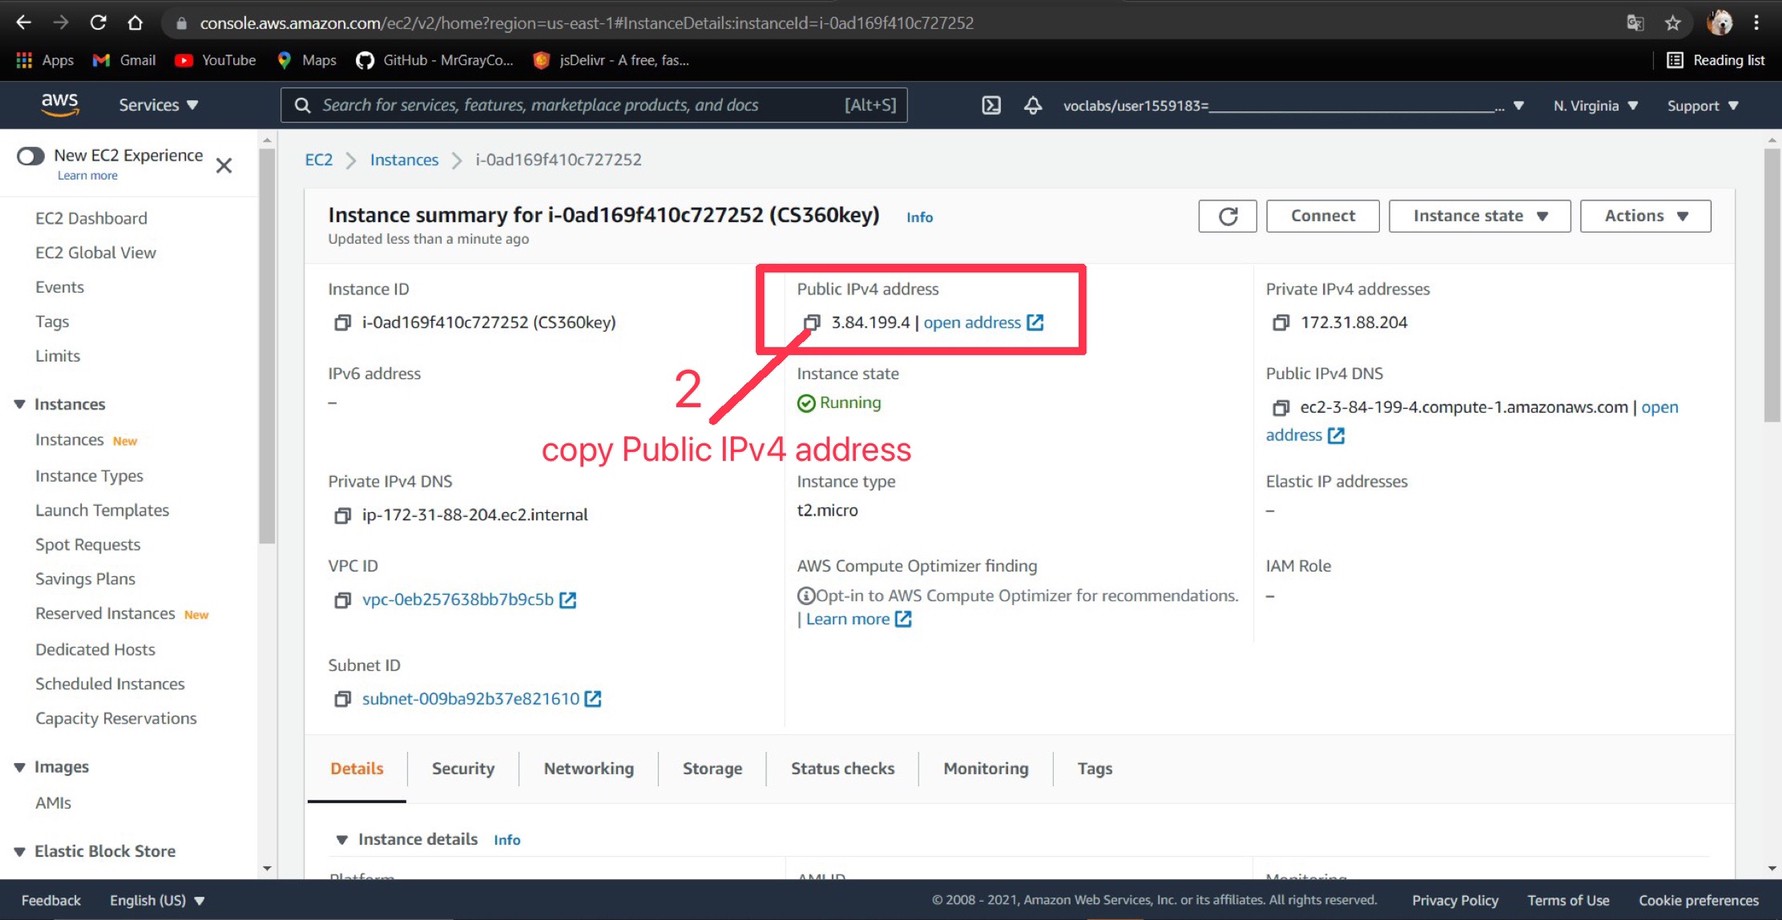 console.aws.amazon.com/ec2/v2/home?region=us-east-1#InstanceDetails:instanceId=i-0ad169f410c727252
Apps Gmail YouTube Maps GitHub - MrGrayCo... jsDelivr - A free, fas... Reading list
aws Services ▼ Search for services, features, marketplace products, and docs [Alt+S] voclabs/user1559183=______________________________... ▼ N. Virginia ▼ Support ▼
New EC2 Experience
Learn more
EC2 Dashboard
EC2 Global View
Events
Tags
Limits
Instances
Instances New
Instance Types
Launch Templates
Spot Requests
Savings Plans
Reserved Instances New
Dedicated Hosts
Scheduled Instances
Capacity Reservations
Images
AMIs
Elastic Block Store
EC2 > Instances > i-0ad169f410c727252
Instance summary for i-0ad169f410c727252 (CS360key) Info
Updated less than a minute ago
Connect Instance state ▼ Actions ▼
Instance ID
i-0ad169f410c727252 (CS360key)
Public IPv4 address
3.84.199.4 | open address
Private IPv4 addresses
172.31.88.204
IPv6 address
–
2
copy Public IPv4 address
Instance state
Running
Public IPv4 DNS
ec2-3-84-199-4.compute-1.amazonaws.com | open
address
Private IPv4 DNS
ip-172-31-88-204.ec2.internal
Instance type
t2.micro
Elastic IP addresses
–
VPC ID
vpc-0eb257638bb7b9c5b
AWS Compute Optimizer finding
Opt-in to AWS Compute Optimizer for recommendations.
| Learn more
IAM Role
–
Subnet ID
subnet-009ba92b37e821610
Details Security Networking Storage Status checks Monitoring Tags
Instance details Info
Platform AMI ID Monitoring
Feedback English (US) ▼ © 2008 - 2021, Amazon Web Services, Inc. or its affiliates. All rights reserved. Privacy Policy Terms of Use Cookie preferences